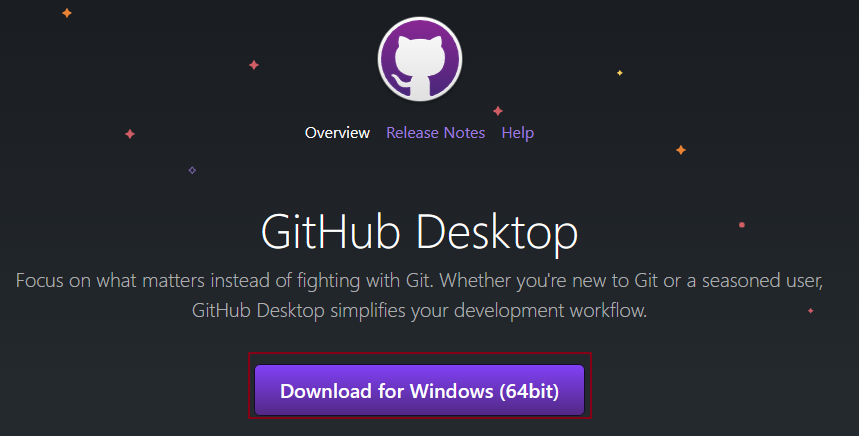 Overview Release Notes Help
GitHub Desktop
Focus on what matters instead of fighting with Git. Whether you're new to Git or a seasoned user,
GitHub Desktop simplifies your development workflow.
Download for Windows (64bit)